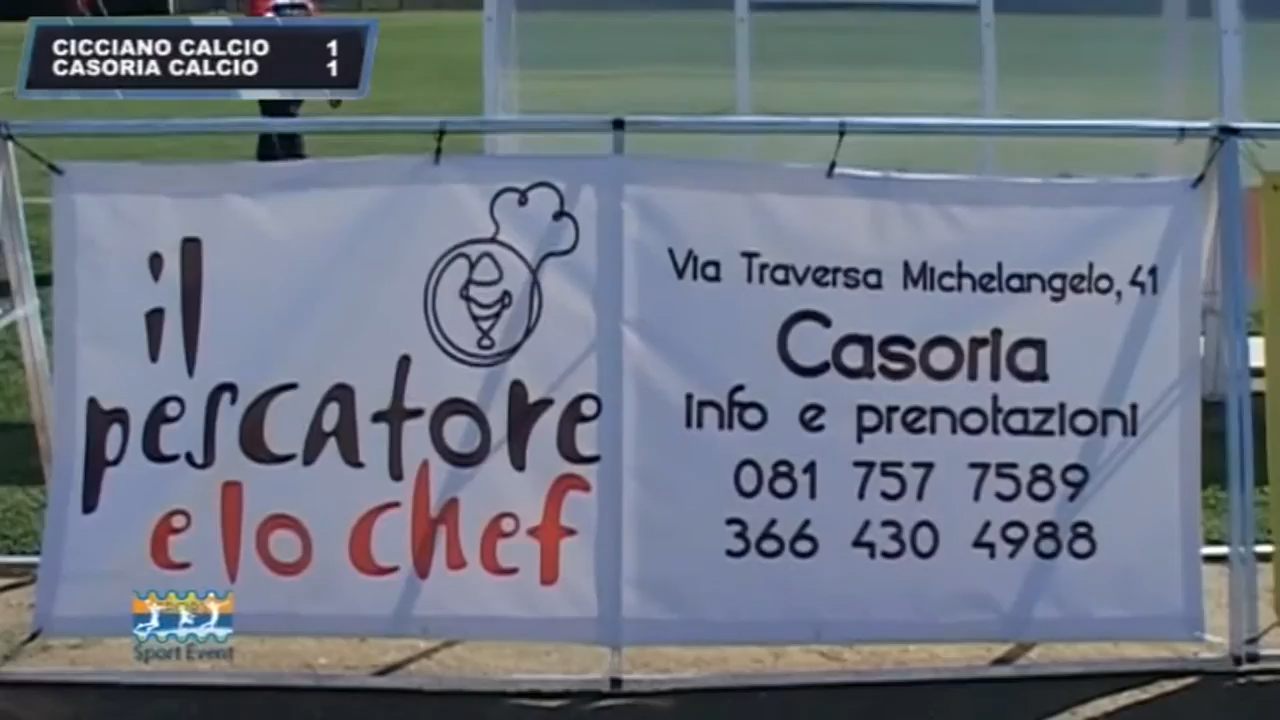 CICCIANO CALCIO 1
CASORIA CALCIO 1
il
pescatore
e lo chef
Via Traversa Michelangelo, 41
Casoria
info e prenotazioni
081 757 7589
366 430 4988
Sport Event